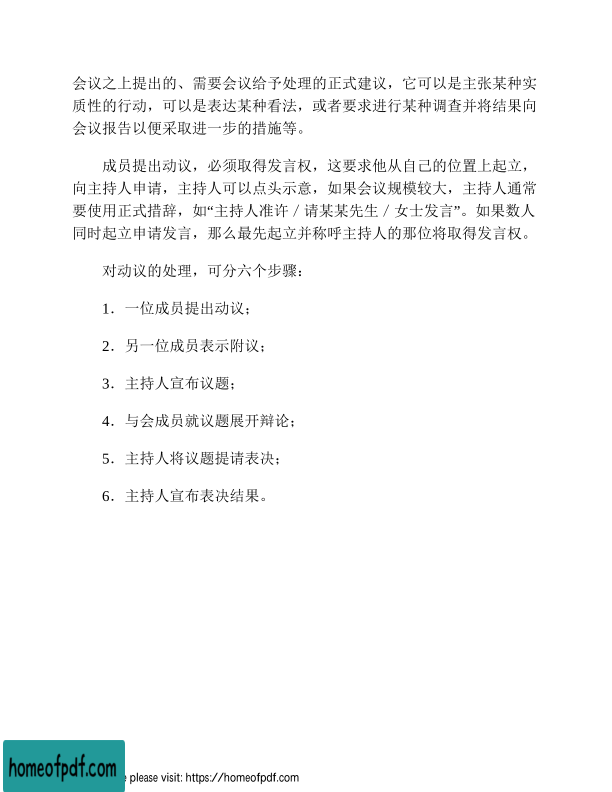 会议之上提出的、需要会议给予处理的正式建议，它可以是主张某种实
质性的行动，可以是表达某种看法，或者要求进行某种调查并将结果向
会议报告以便采取进一步的措施等。
成员提出动议，必须取得发言权，这要求他从自己的位置上起立，
向主持人申请，主持人可以点头示意，如果会议规模较大，主持人通常
要使用正式措辞，如“主持人准许／请某某先生／女士发言”。如果数人
同时起立申请发言，那么最先起立并称呼主持人的那位将取得发言权。
对动议的处理，可分六个步骤：
1．一位成员提出动议；
2．另一位成员表示附议；
3．主持人宣布议题；
4．与会成员就议题展开辩论；
5．主持人将议题提请表决；
6．主持人宣布表决结果。
homeofpdf.com
please visit: https://homeofpdf.com